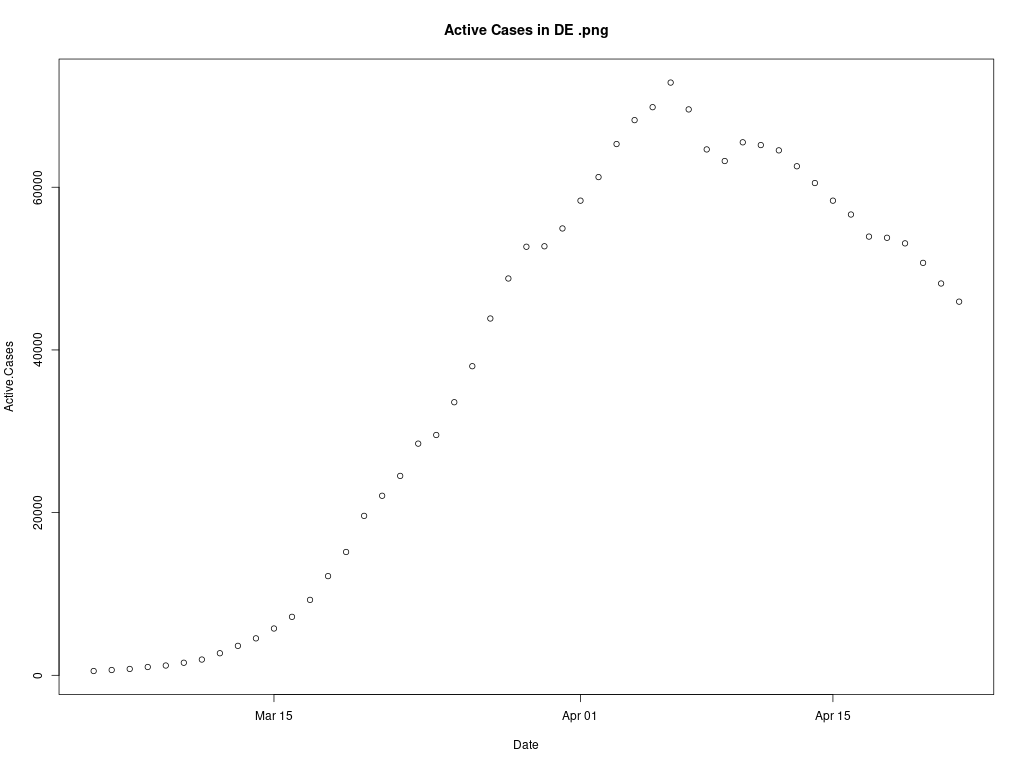 Active Cases in DE .png
Active.Cases
60000
40000
20000
0
Mar 15
Apr 01
Apr 15
Date